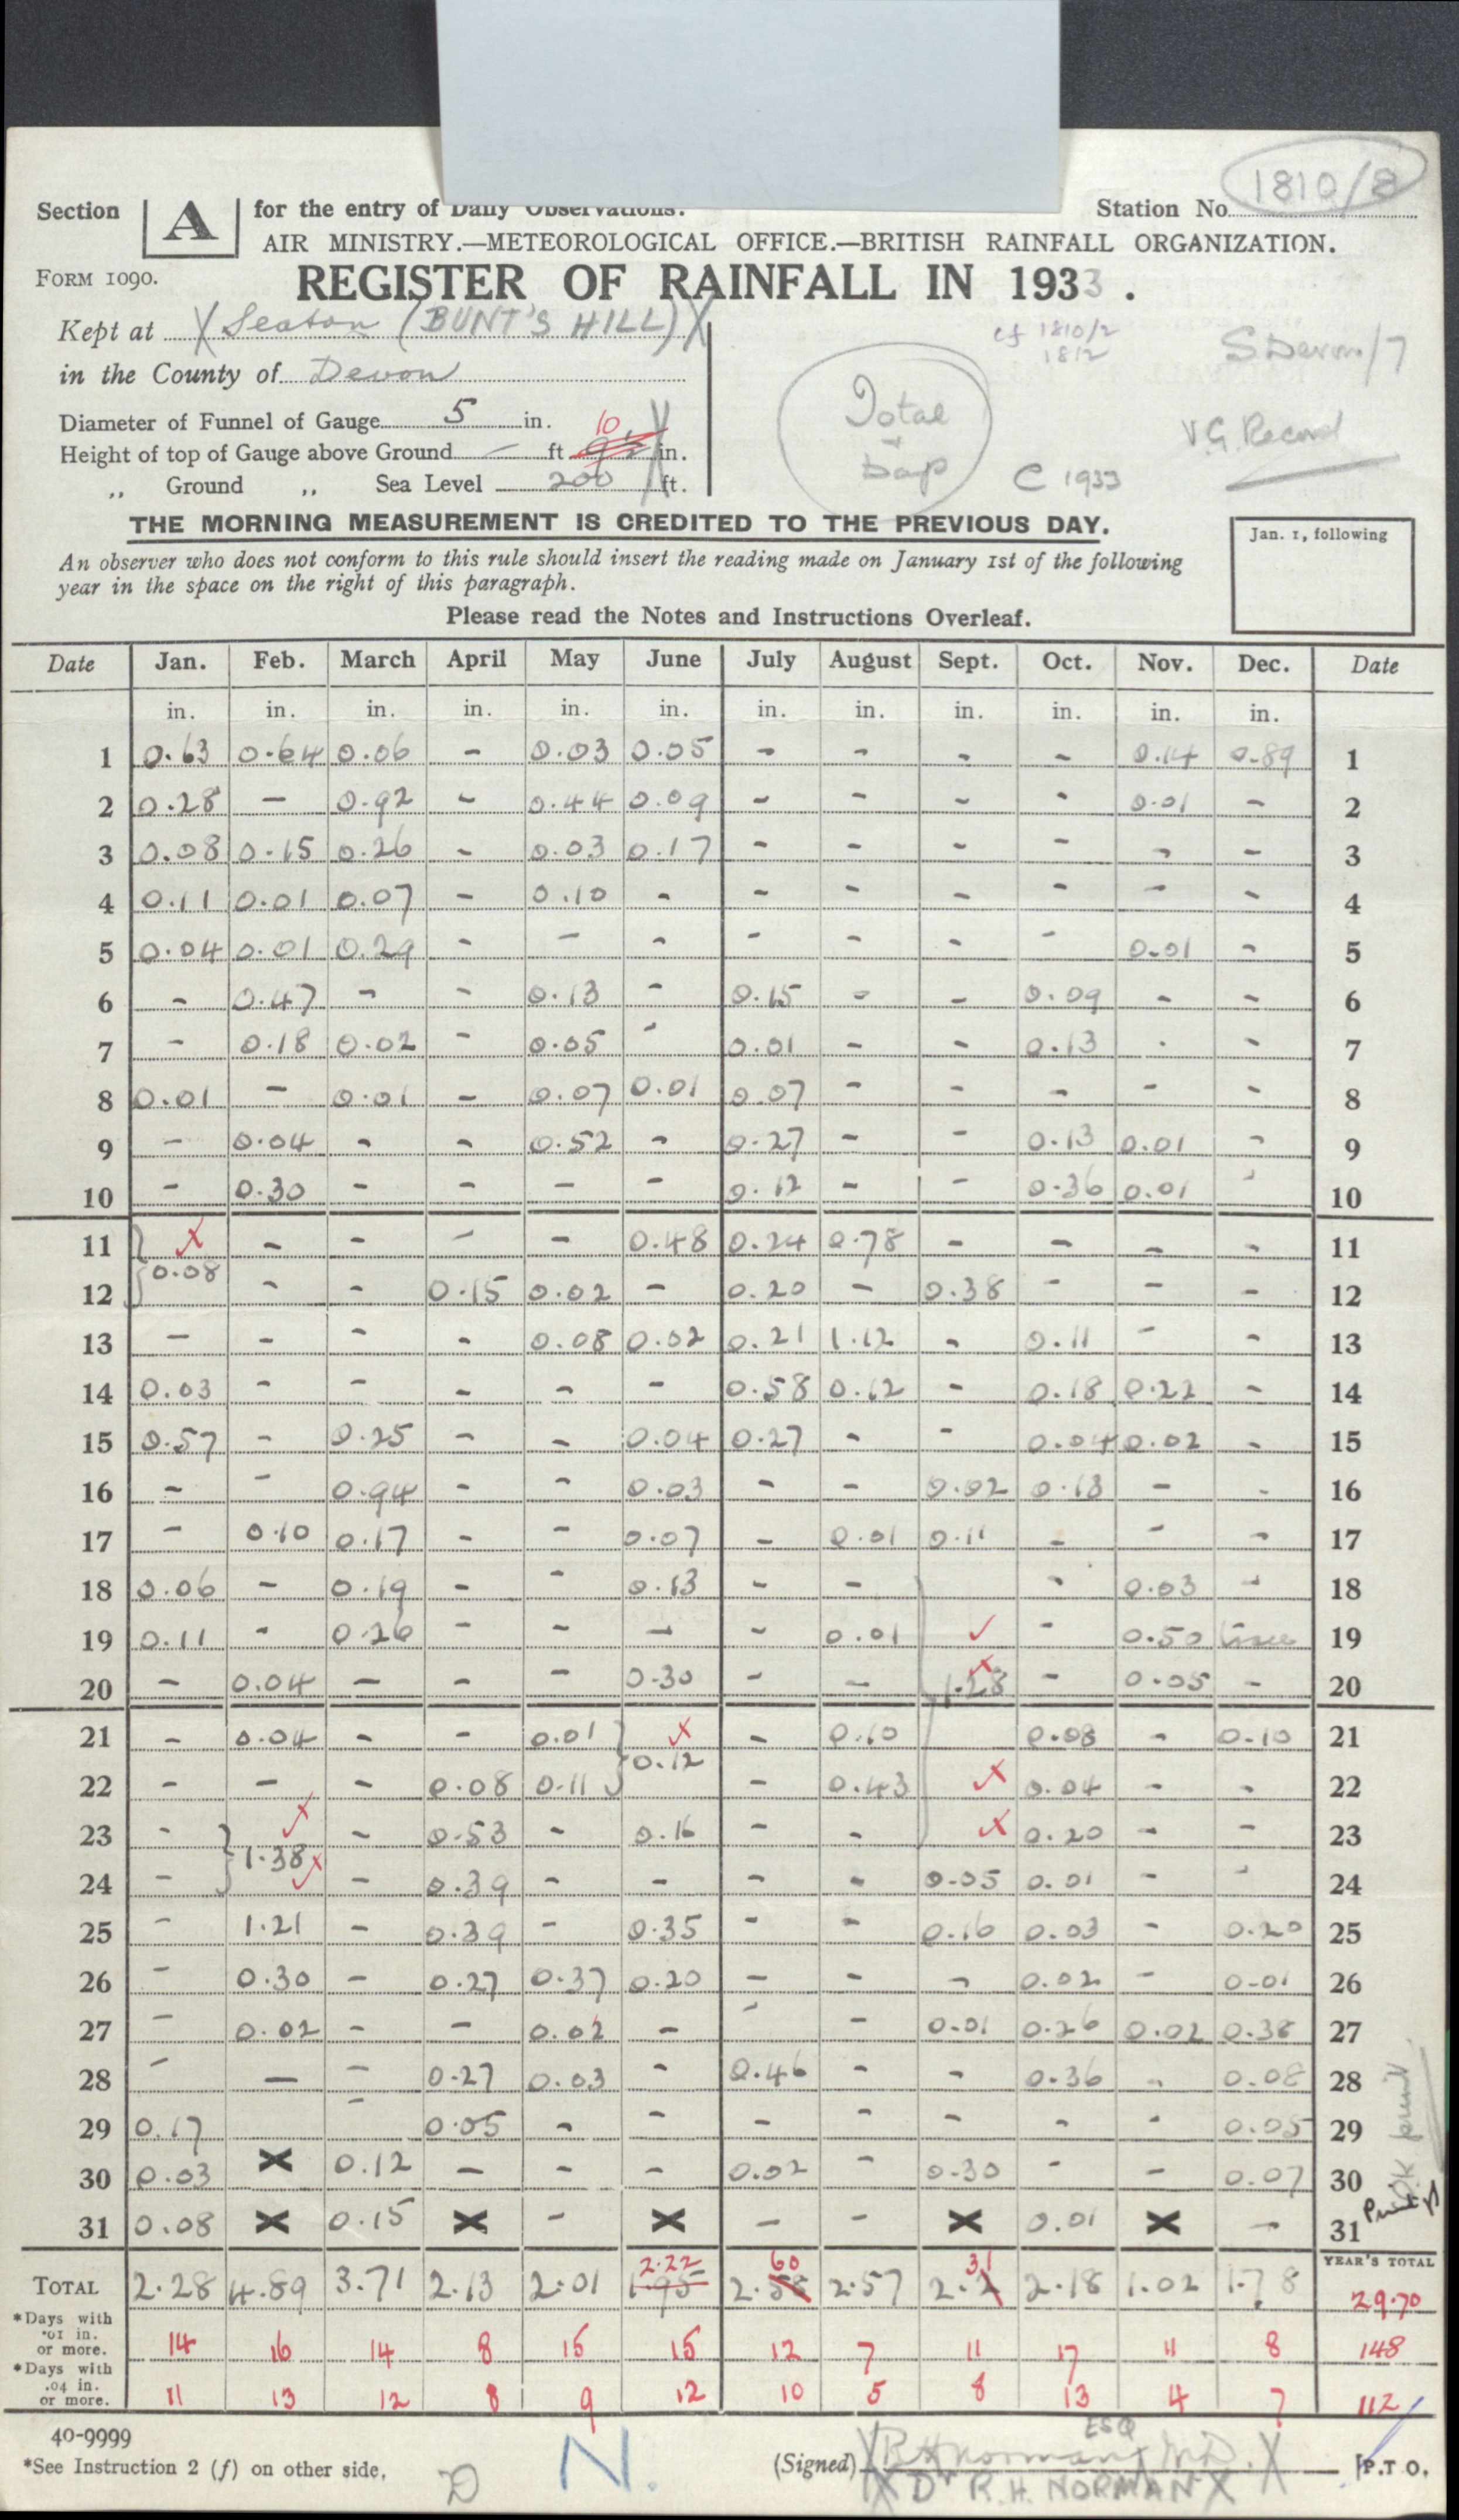 1810/8
Section A for the entry of Daily Observations. Station No.
AIR MINISTRY.—METEOROLOGICAL OFFICE.—BRITISH RAINFALL ORGANIZATION.
FORM 1090.
REGISTER OF RAINFALL IN 1933.
Kept at Seaton (BUNT'S HILL)
cf 1810/2
1812
S. Devon/7
in the County of Devon
Total
+
Days
C 1933
V.G. Record
Diameter of Funnel of Gauge 5 in.
10
Height of top of Gauge above Ground — ft 9½ in.
,, Ground ,, Sea Level 200 ft.
THE MORNING MEASUREMENT IS CREDITED TO THE PREVIOUS DAY.
An observer who does not conform to this rule should insert the reading made on January 1st of the following
year in the space on the right of this paragraph.
Jan. 1, following
Please read the Notes and Instructions Overleaf.
Date Jan. Feb. March April May June July August Sept. Oct. Nov. Dec. Date
in. in. in. in. in. in. in. in. in. in. in. in.
1 0.63 0.64 0.06 - 0.03 0.05 - - - - 0.14 0.89 1
2 0.28 - 0.92 - 0.44 0.09 - - - - 0.01 - 2
3 0.08 0.15 0.26 - 0.03 0.17 - - - - - - 3
4 0.11 0.01 0.07 - 0.10 - - - - - - - 4
5 0.04 0.01 0.29 - - - - - - - 0.01 - 5
6 - 0.47 - - 0.13 - 0.15 - - 0.09 - - 6
7 - 0.18 0.02 - 0.05 - 0.01 - - 0.13 - - 7
8 0.01 - 0.01 - 0.07 0.01 0.07 - - - - - 8
9 - 0.04 - - 0.52 - 0.27 - - 0.13 0.01 - 9
10 - 0.30 - - - - 0.12 - - 0.36 0.01 - 10
11 - - - - 0.48 0.24 0.78 - - - - 11
0.08
12 - - 0.15 0.02 - 0.20 - 0.38 - - - 12
13 - - - - 0.08 0.02 0.21 1.12 - 0.11 - - 13
14 0.03 - - - - - 0.58 0.12 - 0.18 0.22 - 14
15 0.57 - 0.25 - - 0.04 0.27 - - 0.04 0.02 - 15
16 - - 0.94 - - 0.03 - - 0.02 0.13 - - 16
17 - 0.10 0.17 - - 0.07 - 0.01 0.11 - - - 17
18 0.06 - 0.19 - - 0.13 - - - 0.03 - 18
19 0.11 - 0.26 - - - - 0.01 ✓ - 0.50 trace 19
20 - 0.04 - - - 0.30 - - 1.28 - 0.05 - 20
21 - 0.04 - - 0.01 - 0.10 0.08 - 0.10 21
0.12
22 - - - 0.08 0.11 - 0.43 0.04 - - 22
23 - - 0.53 - 0.16 - - 0.20 - - 23
1.38
24 - - 0.39 - - - - 0.05 0.01 - - 24
25 - 1.21 - 0.39 - 0.35 - - 0.16 0.03 - 0.20 25
26 - 0.30 - 0.27 0.37 0.20 - - - 0.02 - 0.01 26
27 - 0.02 - - 0.02 - - - 0.01 0.26 0.02 0.38 27
28 - - - 0.27 0.03 - 0.46 - - 0.36 - 0.08 28
29 0.17 - 0.05 - - - - - - - 0.05 29
30 0.03 × 0.12 - - - 0.02 - 0.30 - - 0.07 30
31 0.08 × 0.15 × - × - - × 0.01 × - 31
YEAR'S TOTAL
2.22 60 31
TOTAL 2.28 4.89 3.71 2.13 2.01 1.95 2.58 2.57 2.2 2.18 1.02 1.78 29.70
*Days with
.01 in.
or more. 14 16 14 8 15 15 12 7 11 17 11 8 148
*Days with
.04 in.
or more. 11 13 12 8 9 12 10 5 8 13 4 7 112
40-9999
*See Instruction 2 (f) on other side.
D N.
ESQ
(Signed) R H Norman M.D.
Dr R.H. NORMAN
[P.T O.